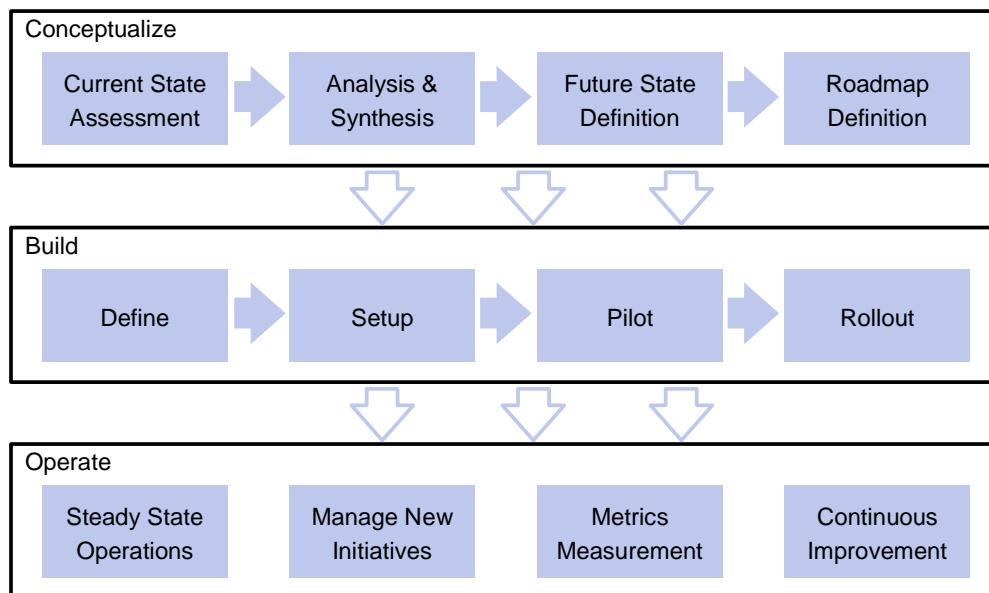 Conceptualize
Current State
Assessment
Analysis &
Synthesis
Future State
Definition
Roadmap
Definition
Build
Define
Setup
Pilot
Rollout
Operate
Steady State
Operations
Manage New
Initiatives
Metrics
Measurement
Continuous
Improvement